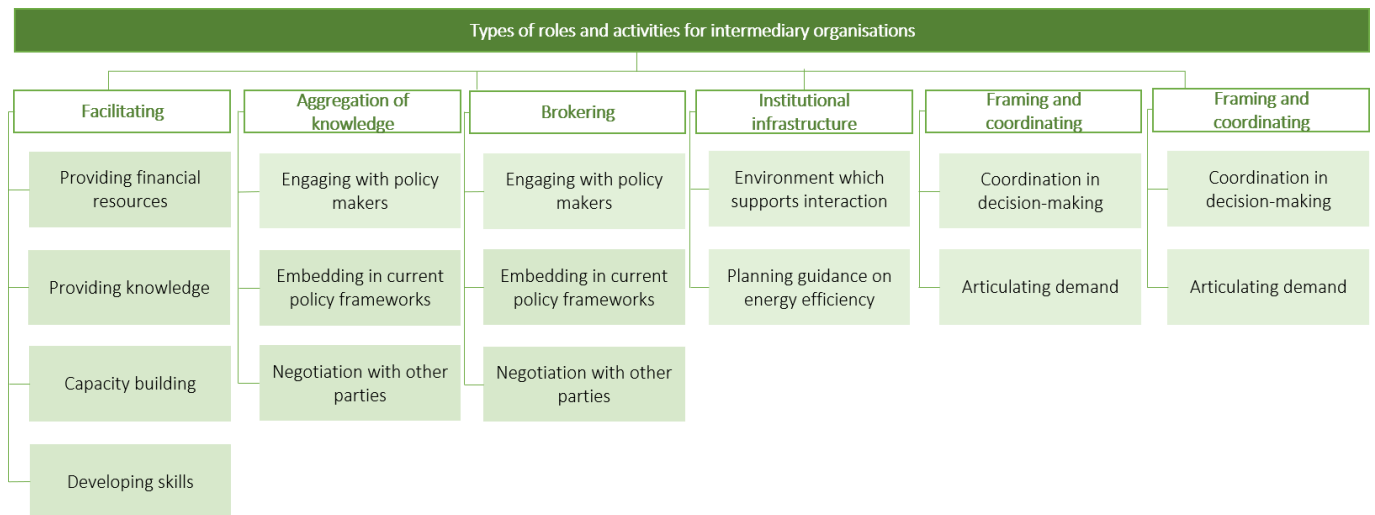 Types of roles and activities for intermediary organisations
Facilitating
Aggregation of
knowledge
Brokering
Institutional
infrastructure
Framing and
coordinating
Framing and
coordinating
Providing financial
resources
Engaging with policy
makers
Engaging with policy
makers
Environment which
supports interaction
Coordination in
decision-making
Coordination in
decision-making
Providing knowledge
Embedding in current
policy frameworks
Embedding in current
policy frameworks
Planning guidance on
energy efficiency
Articulating demand
Articulating demand
Capacity building
Negotiation with other
parties
Negotiation with other
parties
Developing skills